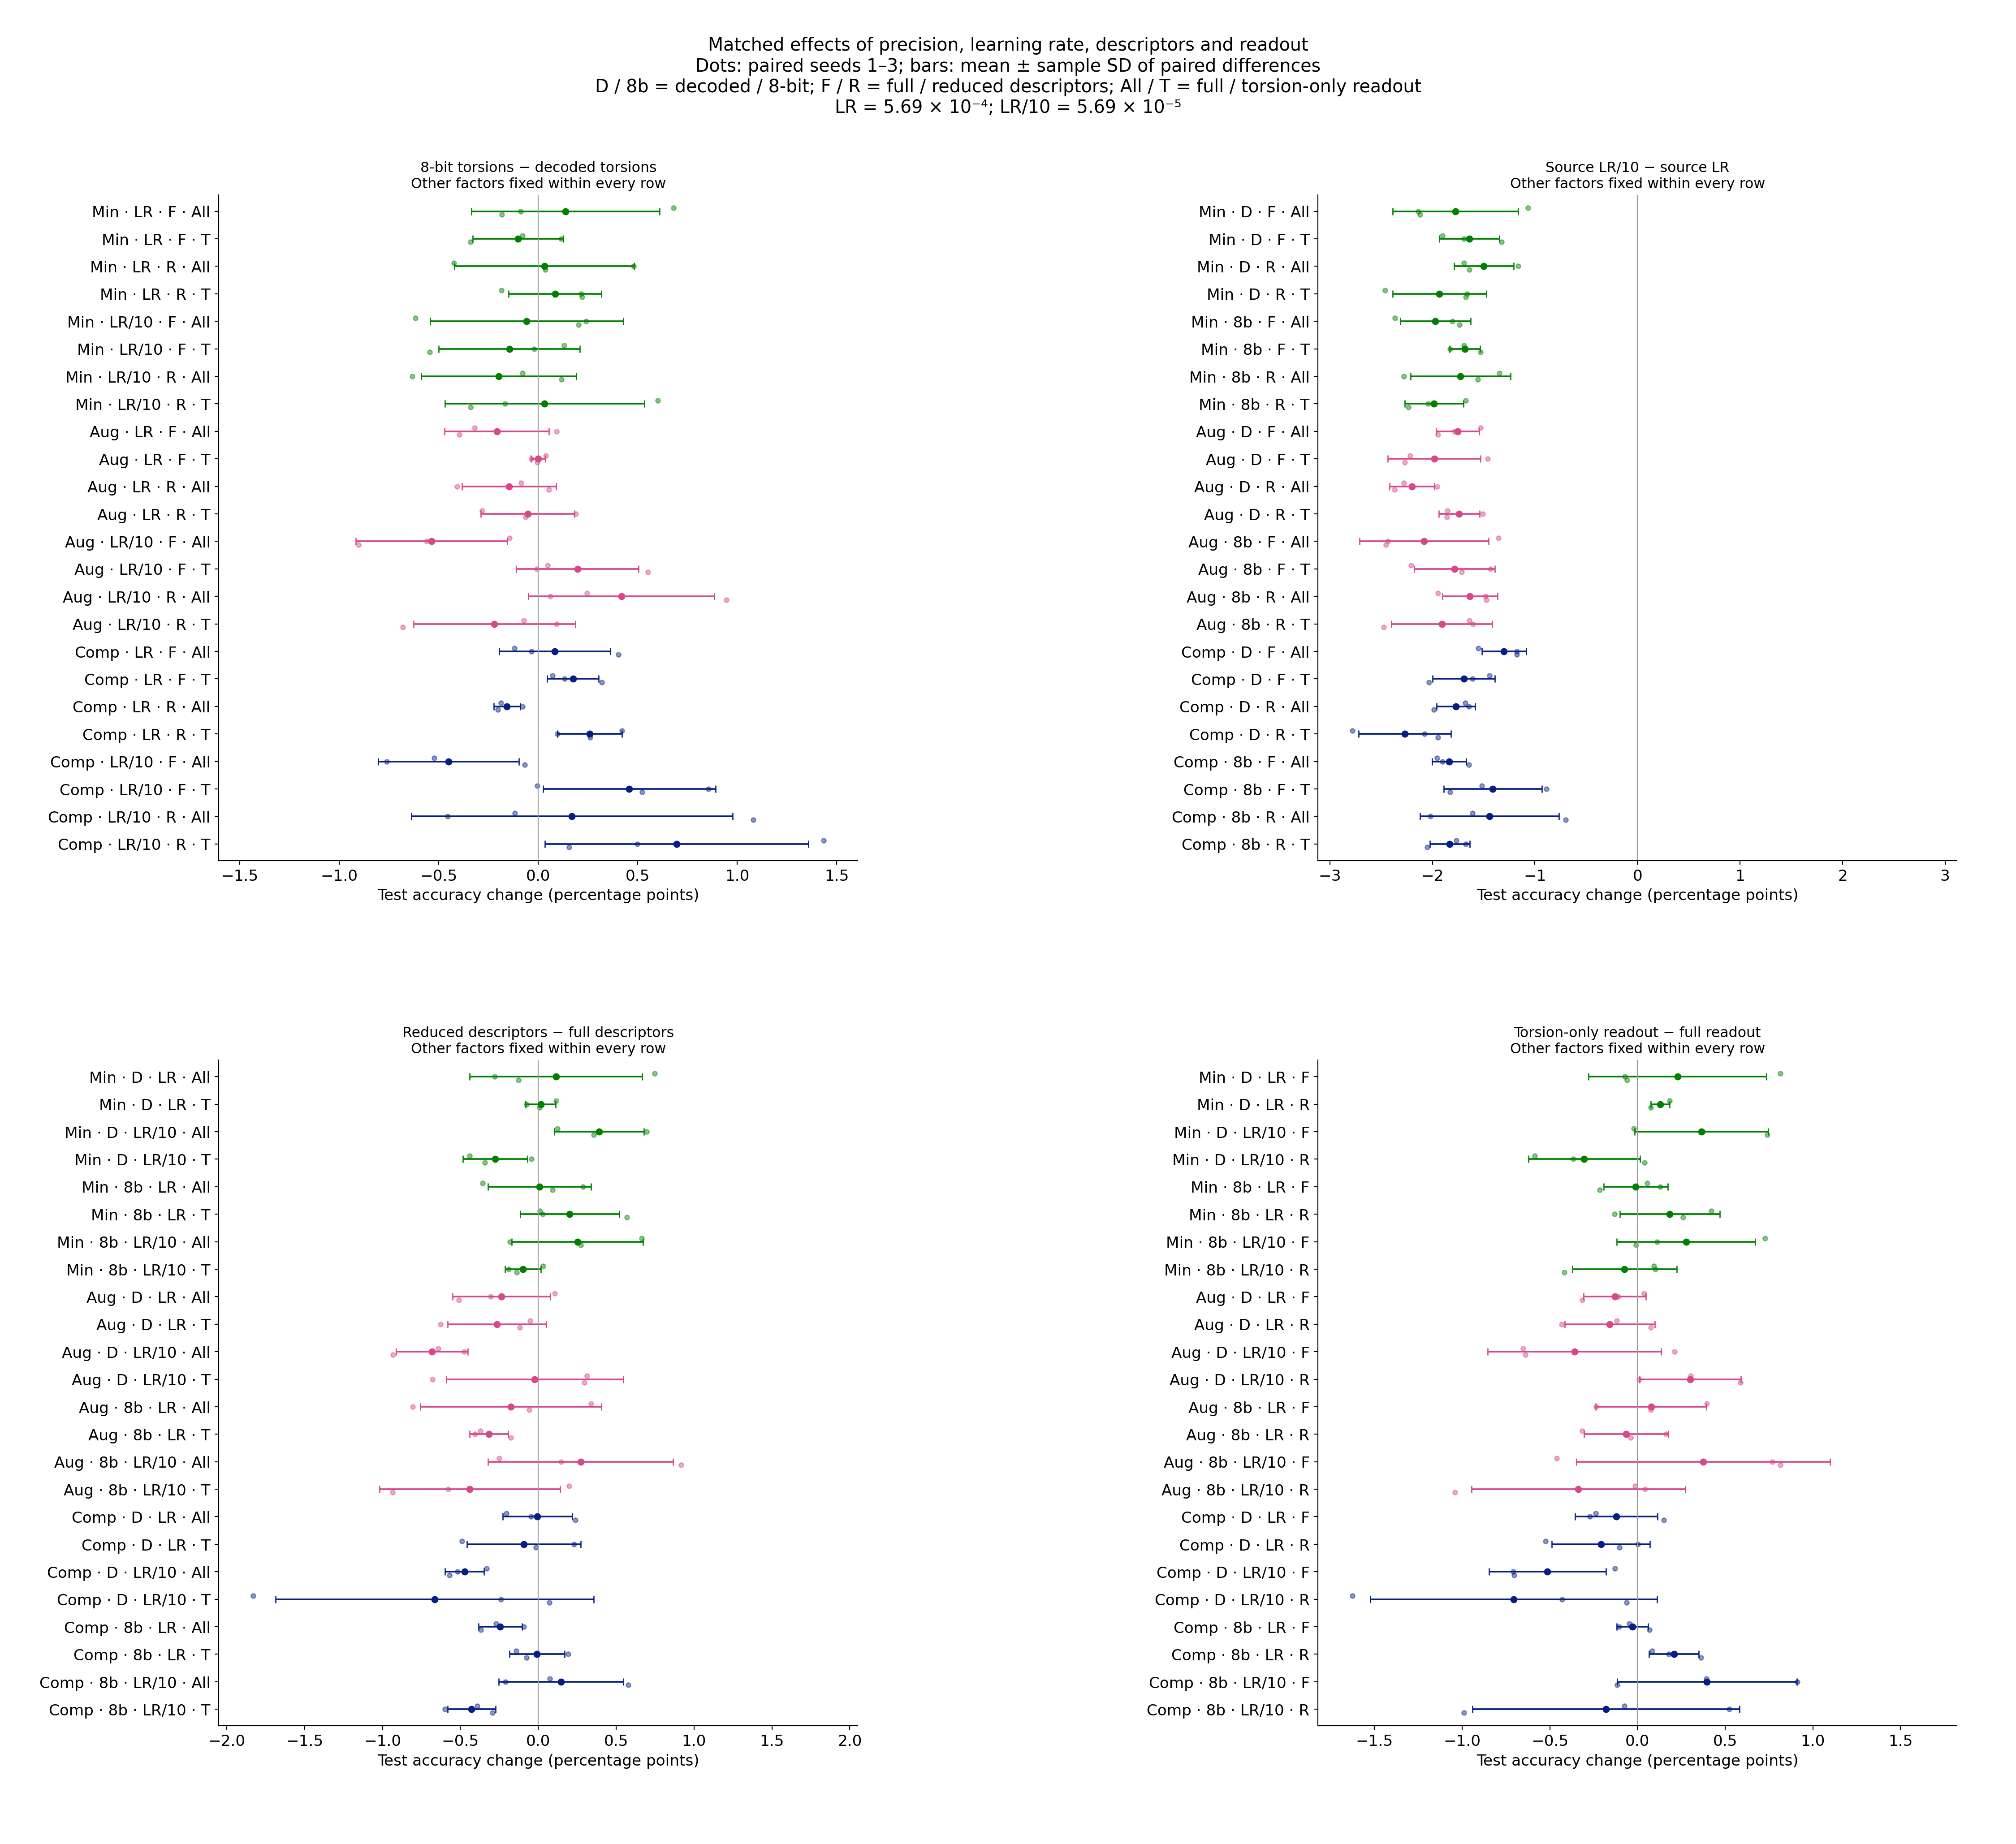 Matched effects of precision, learning rate, descriptors and readout
Dots: paired seeds 1–3; bars: mean ± sample SD of paired differences
D / 8b = decoded / 8-bit; F / R = full / reduced descriptors; All / T = full / torsion-only readout
LR = 5.69 × 10⁻⁴; LR/10 = 5.69 × 10⁻⁵
8-bit torsions − decoded torsions
Other factors fixed within every row
Min · LR · F · All
Min · LR · F · T
Min · LR · R · All
Min · LR · R · T
Min · LR/10 · F · All
Min · LR/10 · F · T
Min · LR/10 · R · All
Min · LR/10 · R · T
Aug · LR · F · All
Aug · LR · F · T
Aug · LR · R · All
Aug · LR · R · T
Aug · LR/10 · F · All
Aug · LR/10 · F · T
Aug · LR/10 · R · All
Aug · LR/10 · R · T
Comp · LR · F · All
Comp · LR · F · T
Comp · LR · R · All
Comp · LR · R · T
Comp · LR/10 · F · All
Comp · LR/10 · F · T
Comp · LR/10 · R · All
Comp · LR/10 · R · T
−1.5 −1.0 −0.5 0.0 0.5 1.0 1.5
Test accuracy change (percentage points)
Source LR/10 − source LR
Other factors fixed within every row
Min · D · F · All
Min · D · F · T
Min · D · R · All
Min · D · R · T
Min · 8b · F · All
Min · 8b · F · T
Min · 8b · R · All
Min · 8b · R · T
Aug · D · F · All
Aug · D · F · T
Aug · D · R · All
Aug · D · R · T
Aug · 8b · F · All
Aug · 8b · F · T
Aug · 8b · R · All
Aug · 8b · R · T
Comp · D · F · All
Comp · D · F · T
Comp · D · R · All
Comp · D · R · T
Comp · 8b · F · All
Comp · 8b · F · T
Comp · 8b · R · All
Comp · 8b · R · T
−3 −2 −1 0 1 2 3
Test accuracy change (percentage points)
Reduced descriptors − full descriptors
Other factors fixed within every row
Min · D · LR · All
Min · D · LR · T
Min · D · LR/10 · All
Min · D · LR/10 · T
Min · 8b · LR · All
Min · 8b · LR · T
Min · 8b · LR/10 · All
Min · 8b · LR/10 · T
Aug · D · LR · All
Aug · D · LR · T
Aug · D · LR/10 · All
Aug · D · LR/10 · T
Aug · 8b · LR · All
Aug · 8b · LR · T
Aug · 8b · LR/10 · All
Aug · 8b · LR/10 · T
Comp · D · LR · All
Comp · D · LR · T
Comp · D · LR/10 · All
Comp · D · LR/10 · T
Comp · 8b · LR · All
Comp · 8b · LR · T
Comp · 8b · LR/10 · All
Comp · 8b · LR/10 · T
−2.0 −1.5 −1.0 −0.5 0.0 0.5 1.0 1.5 2.0
Test accuracy change (percentage points)
Torsion-only readout − full readout
Other factors fixed within every row
Min · D · LR · F
Min · D · LR · R
Min · D · LR/10 · F
Min · D · LR/10 · R
Min · 8b · LR · F
Min · 8b · LR · R
Min · 8b · LR/10 · F
Min · 8b · LR/10 · R
Aug · D · LR · F
Aug · D · LR · R
Aug · D · LR/10 · F
Aug · D · LR/10 · R
Aug · 8b · LR · F
Aug · 8b · LR · R
Aug · 8b · LR/10 · F
Aug · 8b · LR/10 · R
Comp · D · LR · F
Comp · D · LR · R
Comp · D · LR/10 · F
Comp · D · LR/10 · R
Comp · 8b · LR · F
Comp · 8b · LR · R
Comp · 8b · LR/10 · F
Comp · 8b · LR/10 · R
−1.5 −1.0 −0.5 0.0 0.5 1.0 1.5
Test accuracy change (percentage points)